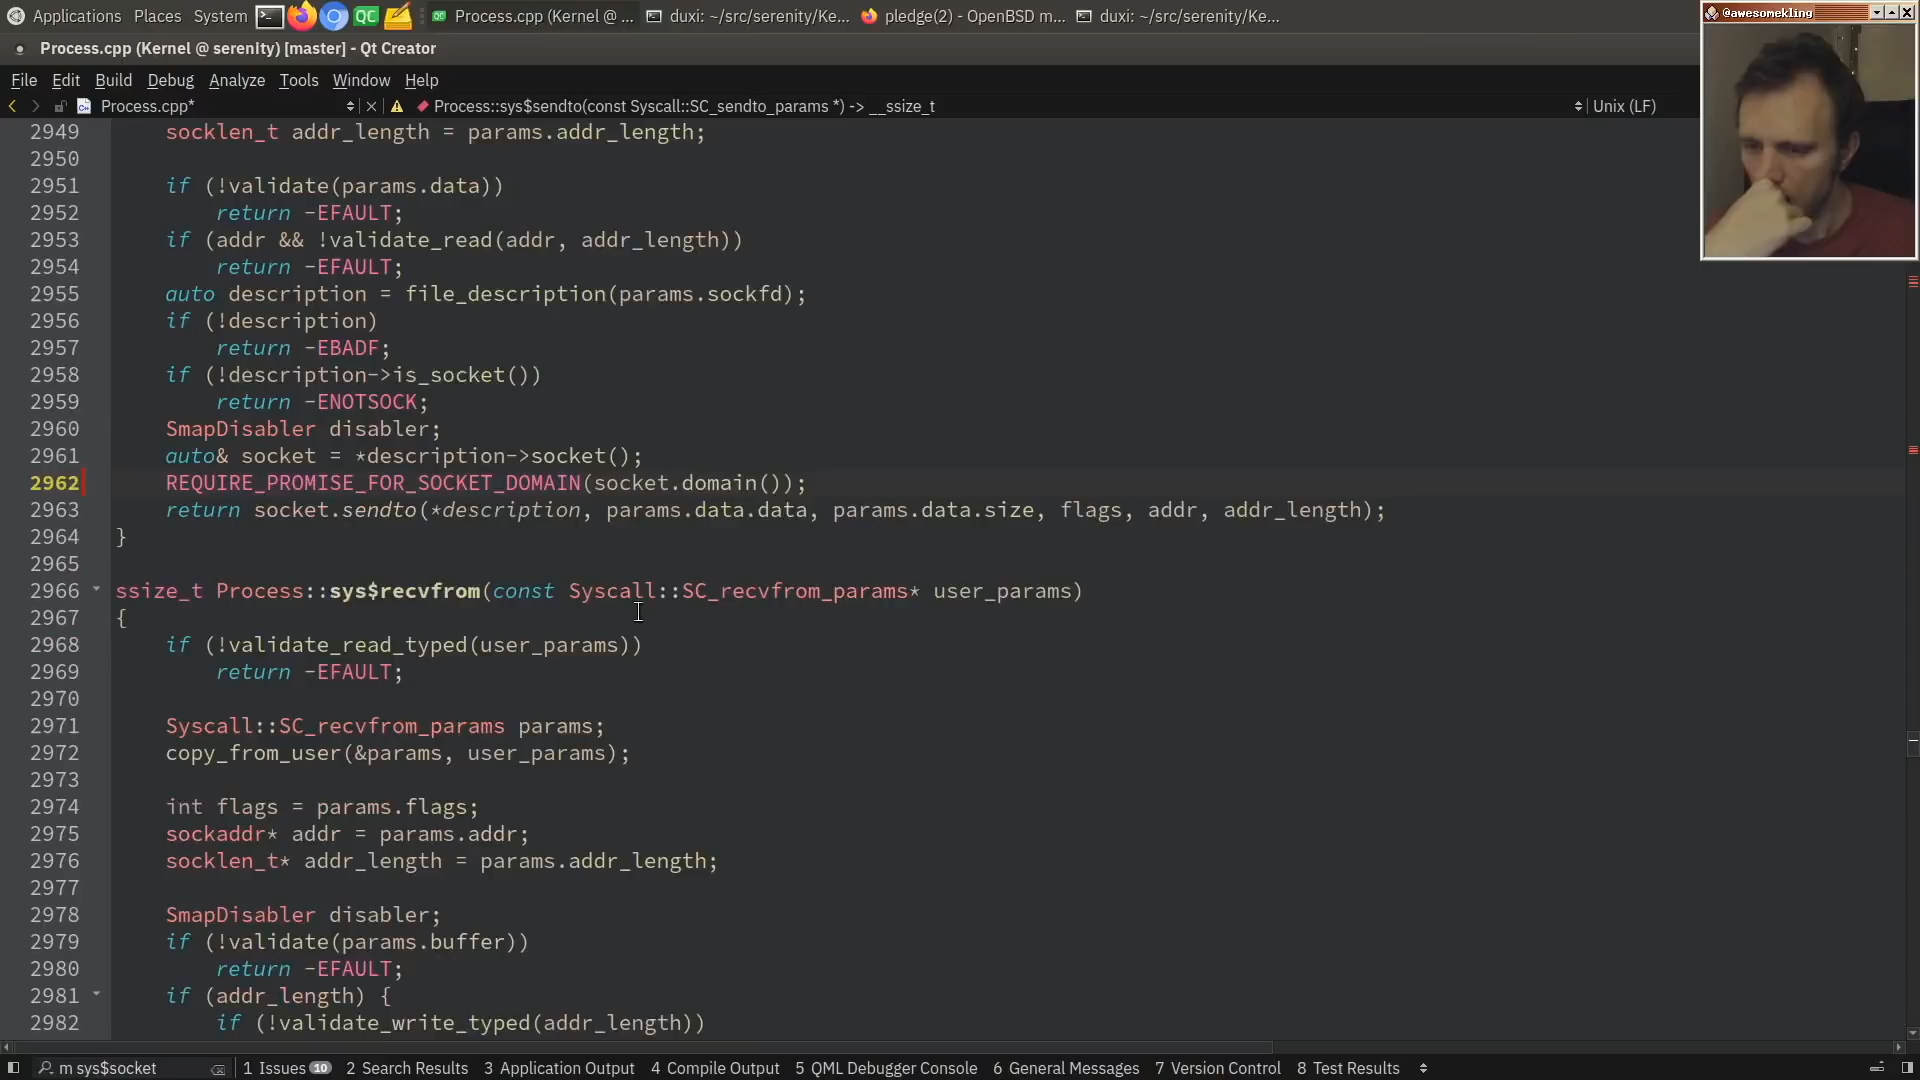 Applications Places System Process.cpp (Kernel @ ... duxi: ~/src/serenity/Ke... pledge(2) - OpenBSD m... duxi: ~/src/serenity/Ke...
@awesomekling
Process.cpp (Kernel @ serenity) [master] - Qt Creator
File Edit Build Debug Analyze Tools Window Help
Process.cpp* Process::sys$sendto(const Syscall::SC_sendto_params *) -> __ssize_t Unix (LF)
2949 socklen_t addr_length = params.addr_length;
2950
2951 if (!validate(params.data))
2952 return -EFAULT;
2953 if (addr && !validate_read(addr, addr_length))
2954 return -EFAULT;
2955 auto description = file_description(params.sockfd);
2956 if (!description)
2957 return -EBADF;
2958 if (!description->is_socket())
2959 return -ENOTSOCK;
2960 SmapDisabler disabler;
2961 auto& socket = *description->socket();
2962 REQUIRE_PROMISE_FOR_SOCKET_DOMAIN(socket.domain());
2963 return socket.sendto(*description, params.data.data, params.data.size, flags, addr, addr_length);
2964 }
2965
2966 ssize_t Process::sys$recvfrom(const Syscall::SC_recvfrom_params* user_params)
2967 {
2968 if (!validate_read_typed(user_params))
2969 return -EFAULT;
2970
2971 Syscall::SC_recvfrom_params params;
2972 copy_from_user(&params, user_params);
2973
2974 int flags = params.flags;
2975 sockaddr* addr = params.addr;
2976 socklen_t* addr_length = params.addr_length;
2977
2978 SmapDisabler disabler;
2979 if (!validate(params.buffer))
2980 return -EFAULT;
2981 if (addr_length) {
2982 if (!validate_write_typed(addr_length))
m sys$socket 1 Issues 10 2 Search Results 3 Application Output 4 Compile Output 5 QML Debugger Console 6 General Messages 7 Version Control 8 Test Results